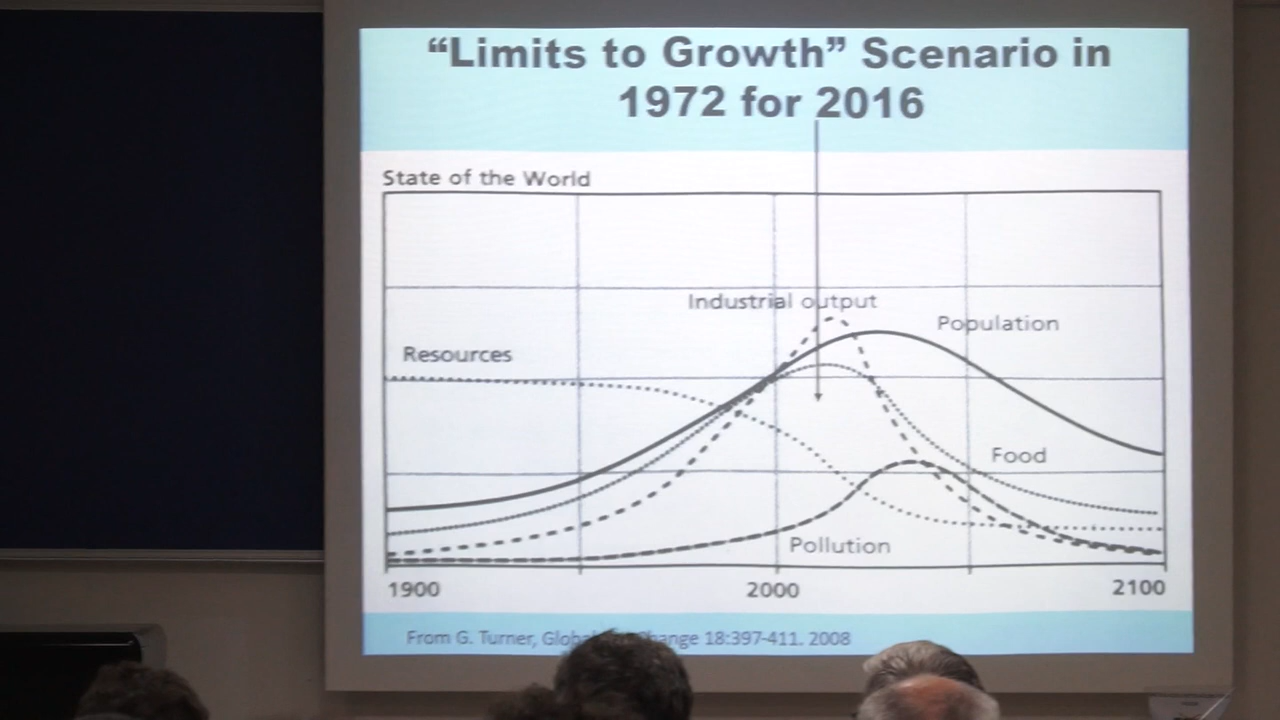 “Limits to Growth” Scenario in
1972 for 2016
State of the World
Industrial output
Population
Resources
Food
Pollution
1900 2000 2100
From G. Turner, Change 18:397-411. 2008